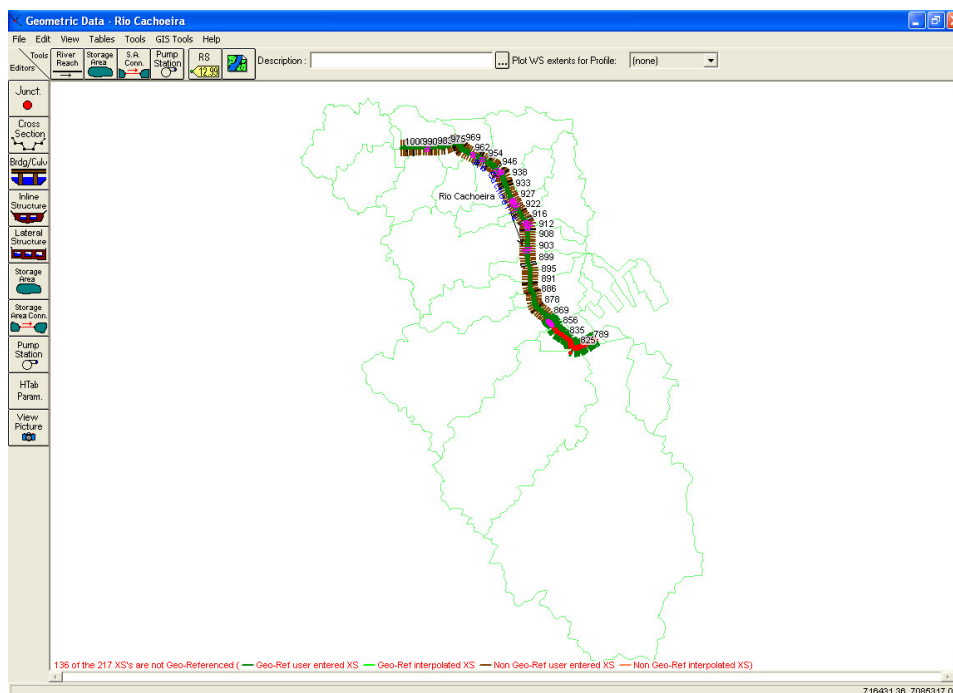 Geometric Data - Rio Cachoeira
File Edit View Tables Tools GIS Tools Help
Tools
Editors
River
Reach
Storage
Area
S.A.
Conn.
Pump
Station
RS
12.99
Description :
...
Plot WS extents for Profile:
(none)
Junct.
Cross
Section
Brdg/Culv
Inline
Structure
Lateral
Structure
Storage
Area
Storage
Area Conn.
Pump
Station
HTab
Param.
View
Picture
969
962
954
946
938
933
Rio Cachoeira
927
922
916
912
908
903
899
895
891
886
878
869
856
835
789
825
136 of the 217 XS's are not Geo-Referenced ( Geo-Ref user entered XS Geo-Ref interpolated XS Non Geo-Ref user entered XS Non Geo-Ref interpolated XS)